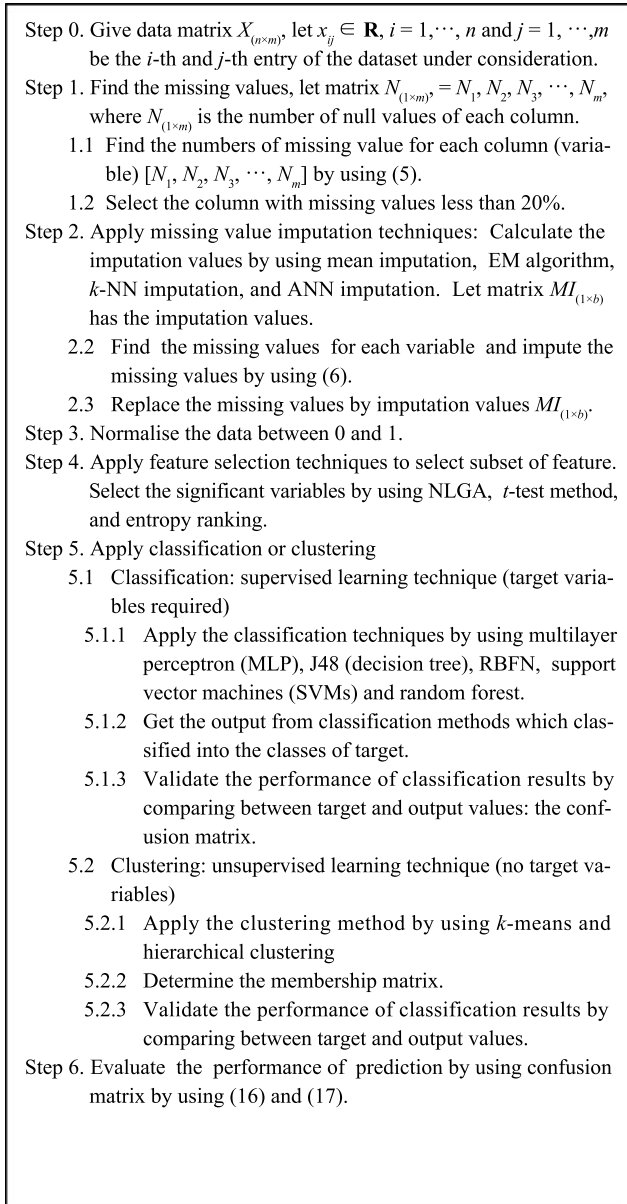 Step 0. Give data matrix X(n×m), let xij ∈ R, i = 1,⋯, n and j = 1, ⋯,m
be the i-th and j-th entry of the dataset under consideration.
Step 1. Find the missing values, let matrix N(1×m), = N1, N2, N3, ⋯, Nm,
where N(1×m) is the number of null values of each column.
1.1 Find the numbers of missing value for each column (varia-
ble) [N1, N2, N3, ⋯, Nm] by using (5).
1.2 Select the column with missing values less than 20%.
Step 2. Apply missing value imputation techniques: Calculate the
imputation values by using mean imputation, EM algorithm,
k-NN imputation, and ANN imputation. Let matrix MI(1×b)
has the imputation values.
2.2 Find the missing values for each variable and impute the
missing values by using (6).
2.3 Replace the missing values by imputation values MI(1×b).
Step 3. Normalise the data between 0 and 1.
Step 4. Apply feature selection techniques to select subset of feature.
Select the significant variables by using NLGA, t-test method,
and entropy ranking.
Step 5. Apply classification or clustering
5.1 Classification: supervised learning technique (target varia-
bles required)
5.1.1 Apply the classification techniques by using multilayer
perceptron (MLP), J48 (decision tree), RBFN, support
vector machines (SVMs) and random forest.
5.1.2 Get the output from classification methods which clas-
sified into the classes of target.
5.1.3 Validate the performance of classification results by
comparing between target and output values: the conf-
usion matrix.
5.2 Clustering: unsupervised learning technique (no target va-
riables)
5.2.1 Apply the clustering method by using k-means and
hierarchical clustering
5.2.2 Determine the membership matrix.
5.2.3 Validate the performance of classification results by
comparing between target and output values.
Step 6. Evaluate the performance of prediction by using confusion
matrix by using (16) and (17).